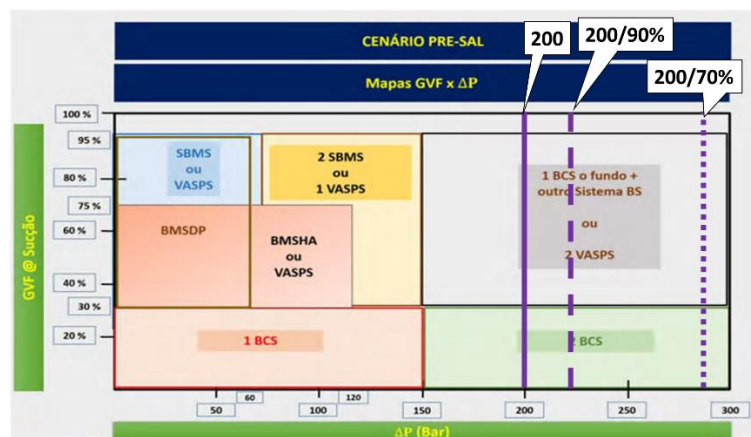 CENÁRIO PRE-SAL
Mapas GVF x ΔP
200
200/90%
200/70%
GVF @ Sucção
100 %
95 %
80 %
75 %
60 %
40 %
30 %
20 %
SBMS
ou
VASPS
2 SBMS
ou
1 VASPS
1 BCS o fundo +
outro Sistema BS
ou
2 VASPS
BMSDP
BMSHA
ou
VASPS
1 BCS
BCS
50
60
100
120
150
200
250
300
ΔP (Bar)